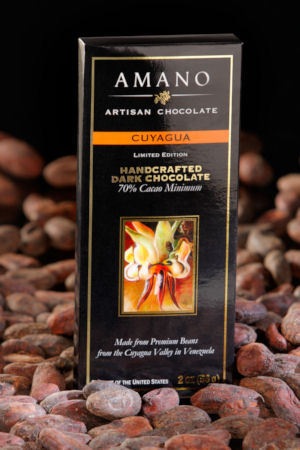 AMANO
ARTISAN CHOCOLATE
CUYAGUA
LIMITED EDITION
HANDCRAFTED
DARK CHOCOLATE
70% Cacao Minimum
Made from Premium Beans
from the Cuyagua Valley in Venezuela
OF THE UNITED STATES
2 oz (56g)